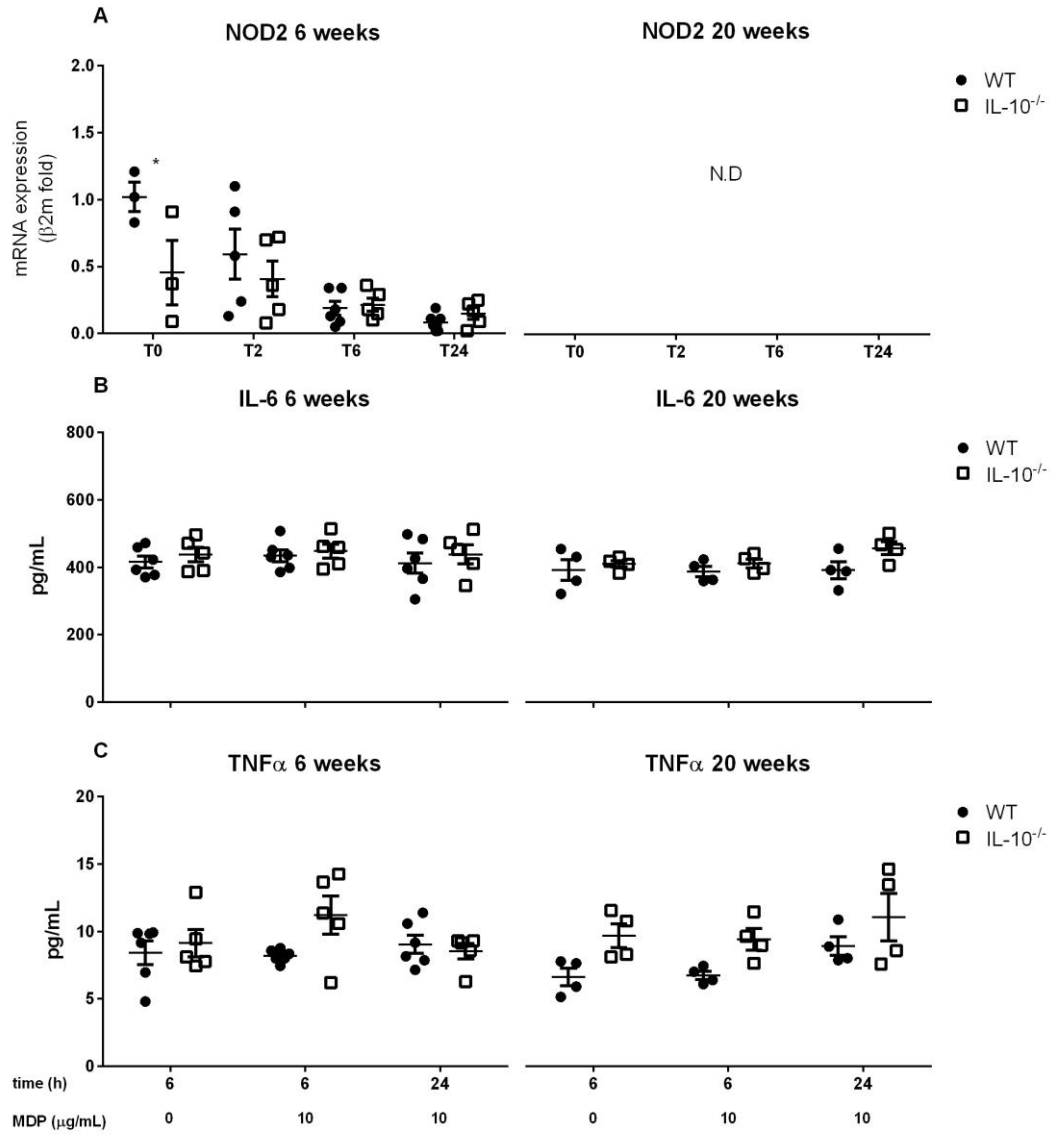 A
NOD2 6 weeks
NOD2 20 weeks
mRNA expression
(β2m fold)
2.0
1.5
1.0
0.5
0.0
*
N.D
WT
IL-10-/-
T0 T2 T6 T24
T0 T2 T6 T24
B
IL-6 6 weeks
IL-6 20 weeks
pg/mL
800
600
400
200
0
WT
IL-10-/-
C
TNFα 6 weeks
TNFα 20 weeks
pg/mL
20
15
10
5
0
WT
IL-10-/-
time (h) 6 6 24 6 6 24
MDP (µg/mL) 0 10 10 0 10 10